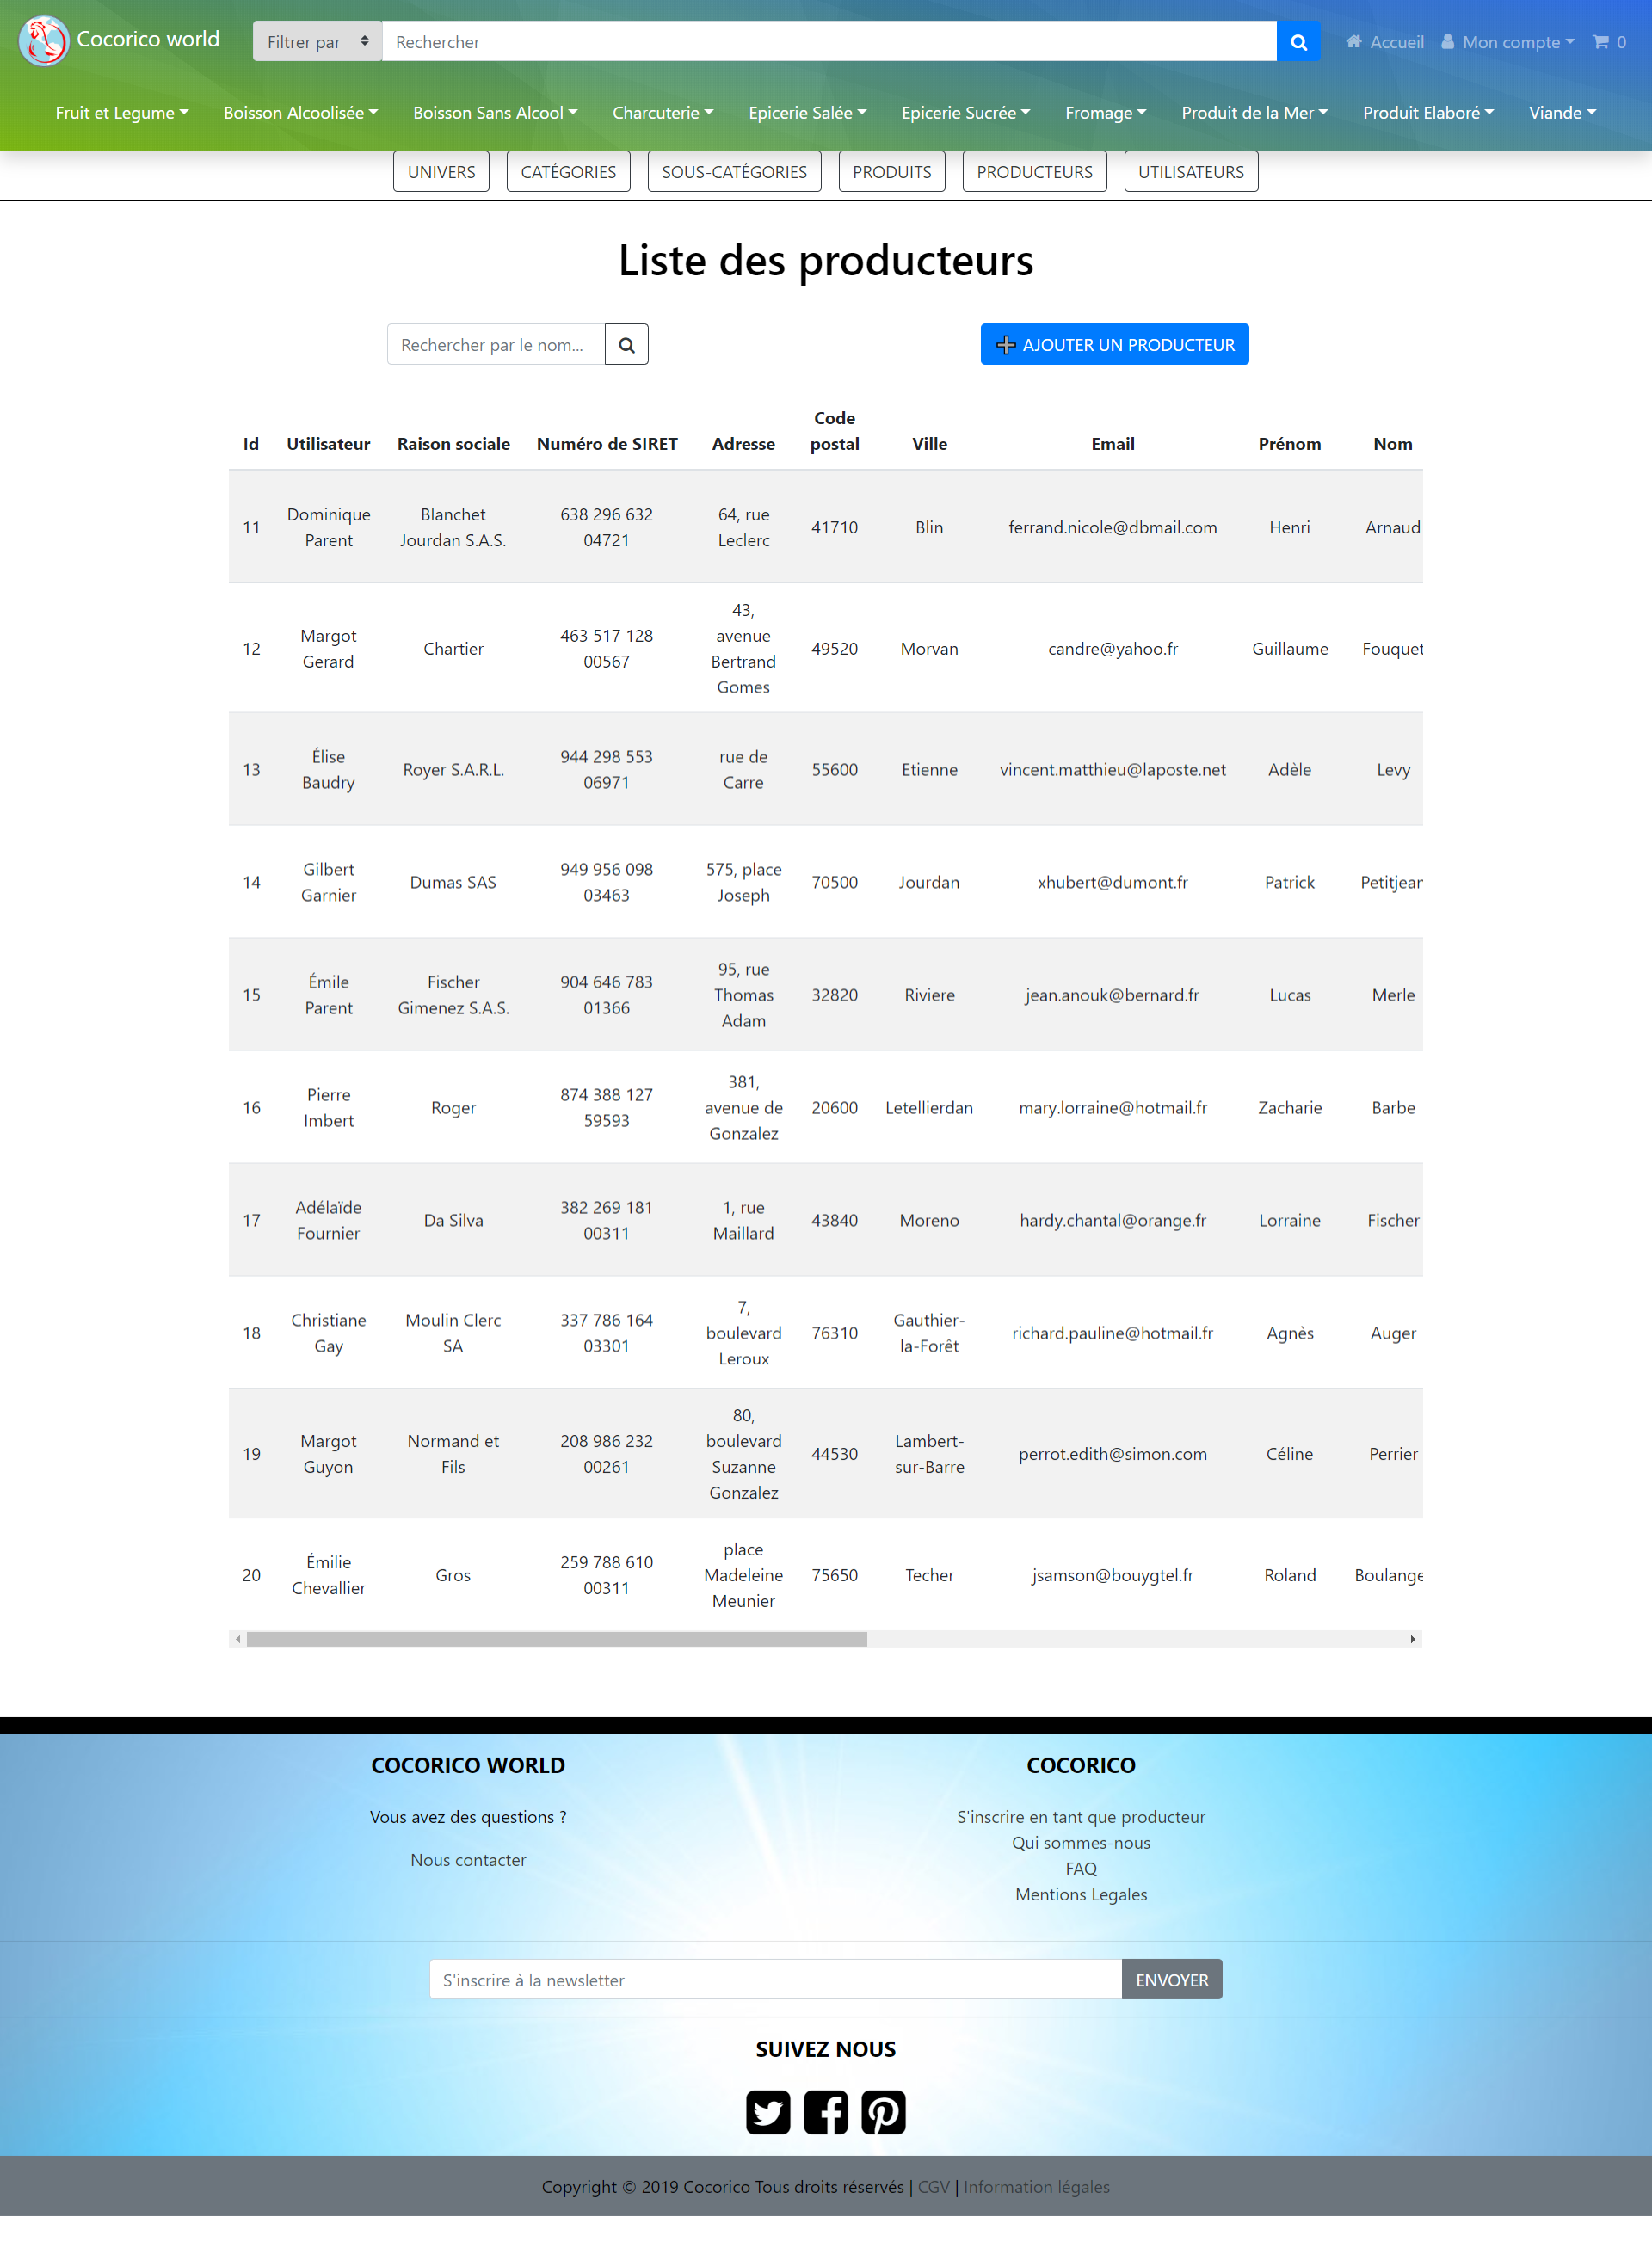 Cocorico world
Filtrer par
Rechercher
Accueil
Mon compte
0
Fruit et Legume
Boisson Alcoolisée
Boisson Sans Alcool
Charcuterie
Epicerie Salée
Epicerie Sucrée
Fromage
Produit de la Mer
Produit Elaboré
Viande
UNIVERS
CATÉGORIES
SOUS-CATÉGORIES
PRODUITS
PRODUCTEURS
UTILISATEURS
Liste des producteurs
Rechercher par le nom...
AJOUTER UN PRODUCTEUR
Id Utilisateur Raison sociale Numéro de SIRET Adresse Code postal Ville Email Prénom Nom
11 Dominique Parent Blanchet Jourdan S.A.S. 638 296 632 04721 64, rue Leclerc 41710 Blin ferrand.nicole@dbmail.com Henri Arnaud
12 Margot Gerard Chartier 463 517 128 00567 43, avenue Bertrand Gomes 49520 Morvan candre@yahoo.fr Guillaume Fouquet
13 Élise Baudry Royer S.A.R.L. 944 298 553 06971 rue de Carre 55600 Etienne vincent.matthieu@laposte.net Adèle Levy
14 Gilbert Garnier Dumas SAS 949 956 098 03463 575, place Joseph 70500 Jourdan xhubert@dumont.fr Patrick Petitjean
15 Émile Parent Fischer Gimenez S.A.S. 904 646 783 01366 95, rue Thomas Adam 32820 Riviere jean.anouk@bernard.fr Lucas Merle
16 Pierre Imbert Roger 874 388 127 59593 381, avenue de Gonzalez 20600 Letellierdan mary.lorraine@hotmail.fr Zacharie Barbe
17 Adélaïde Fournier Da Silva 382 269 181 00311 1, rue Maillard 43840 Moreno hardy.chantal@orange.fr Lorraine Fischer
18 Christiane Gay Moulin Clerc SA 337 786 164 03301 7, boulevard Leroux 76310 Gauthier-la-Forêt richard.pauline@hotmail.fr Agnès Auger
19 Margot Guyon Normand et Fils 208 986 232 00261 80, boulevard Suzanne Gonzalez 44530 Lambert-sur-Barre perrot.edith@simon.com Céline Perrier
20 Émilie Chevallier Gros 259 788 610 00311 place Madeleine Meunier 75650 Techer jsamson@bouygtel.fr Roland Boulange
COCORICO WORLD
Vous avez des questions ?
Nous contacter
COCORICO
S'inscrire en tant que producteur
Qui sommes-nous
FAQ
Mentions Legales
S'inscrire à la newsletter
ENVOYER
SUIVEZ NOUS
Copyright © 2019 Cocorico Tous droits réservés | CGV | Information légales